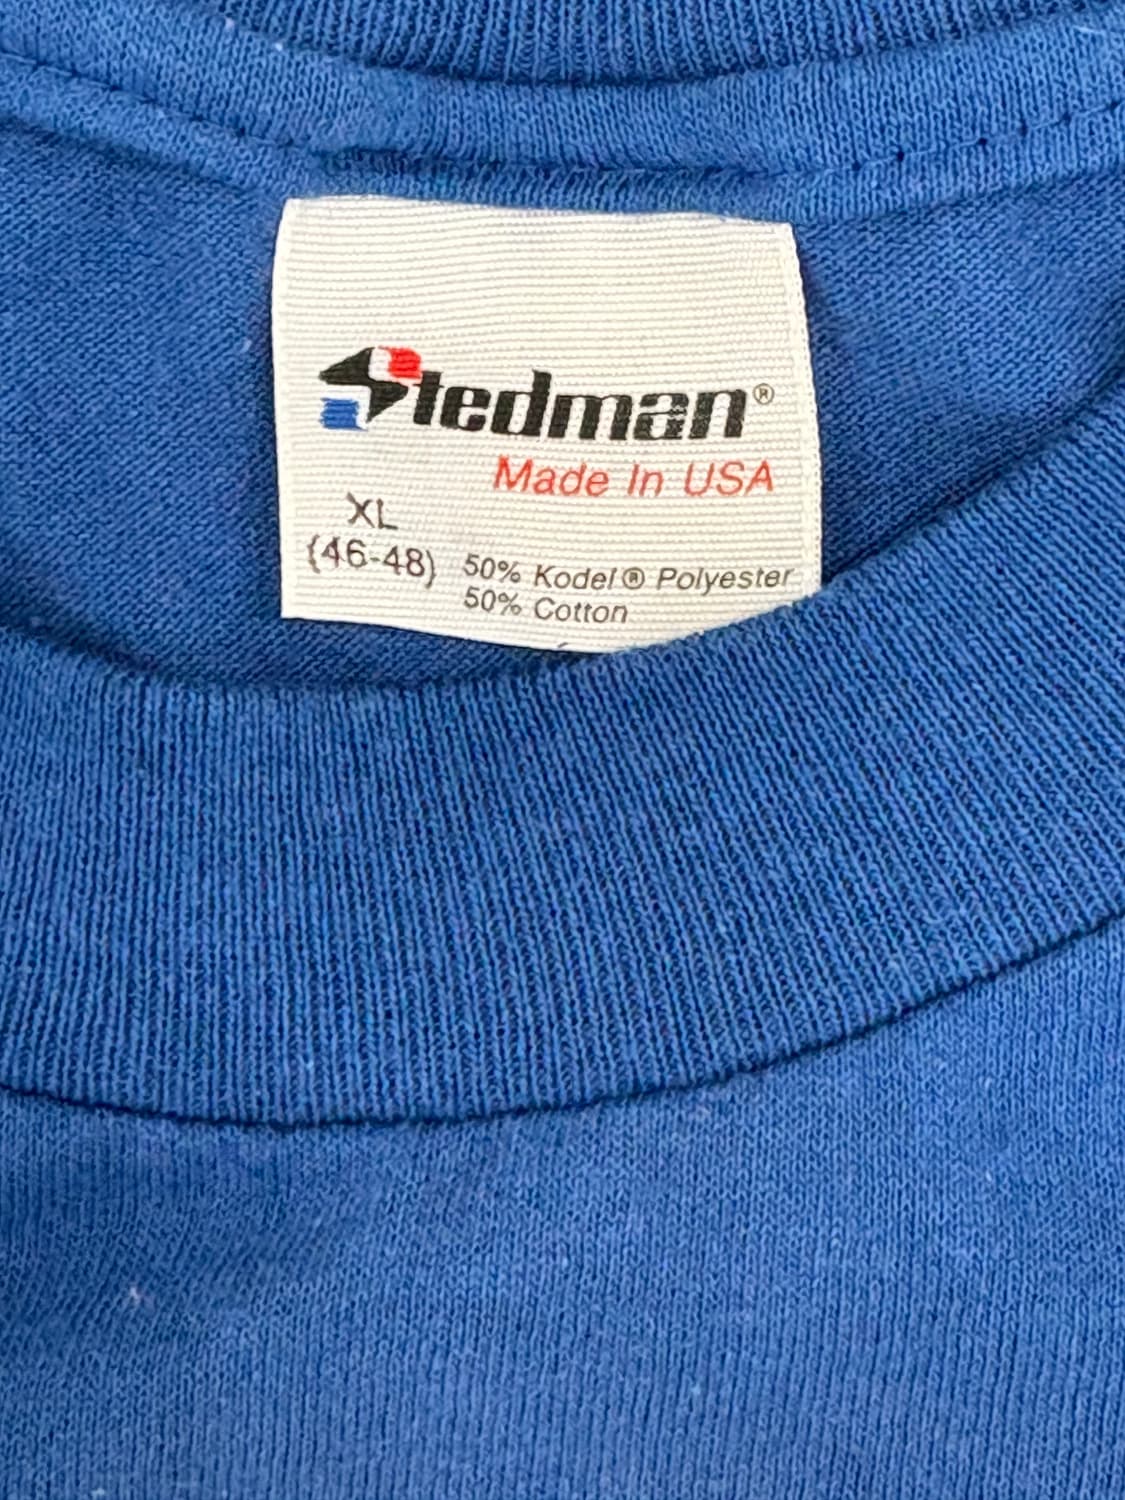 Stedman®
Made In USA
XL
(46-48)
50% Kodel® Polyester
50% Cotton